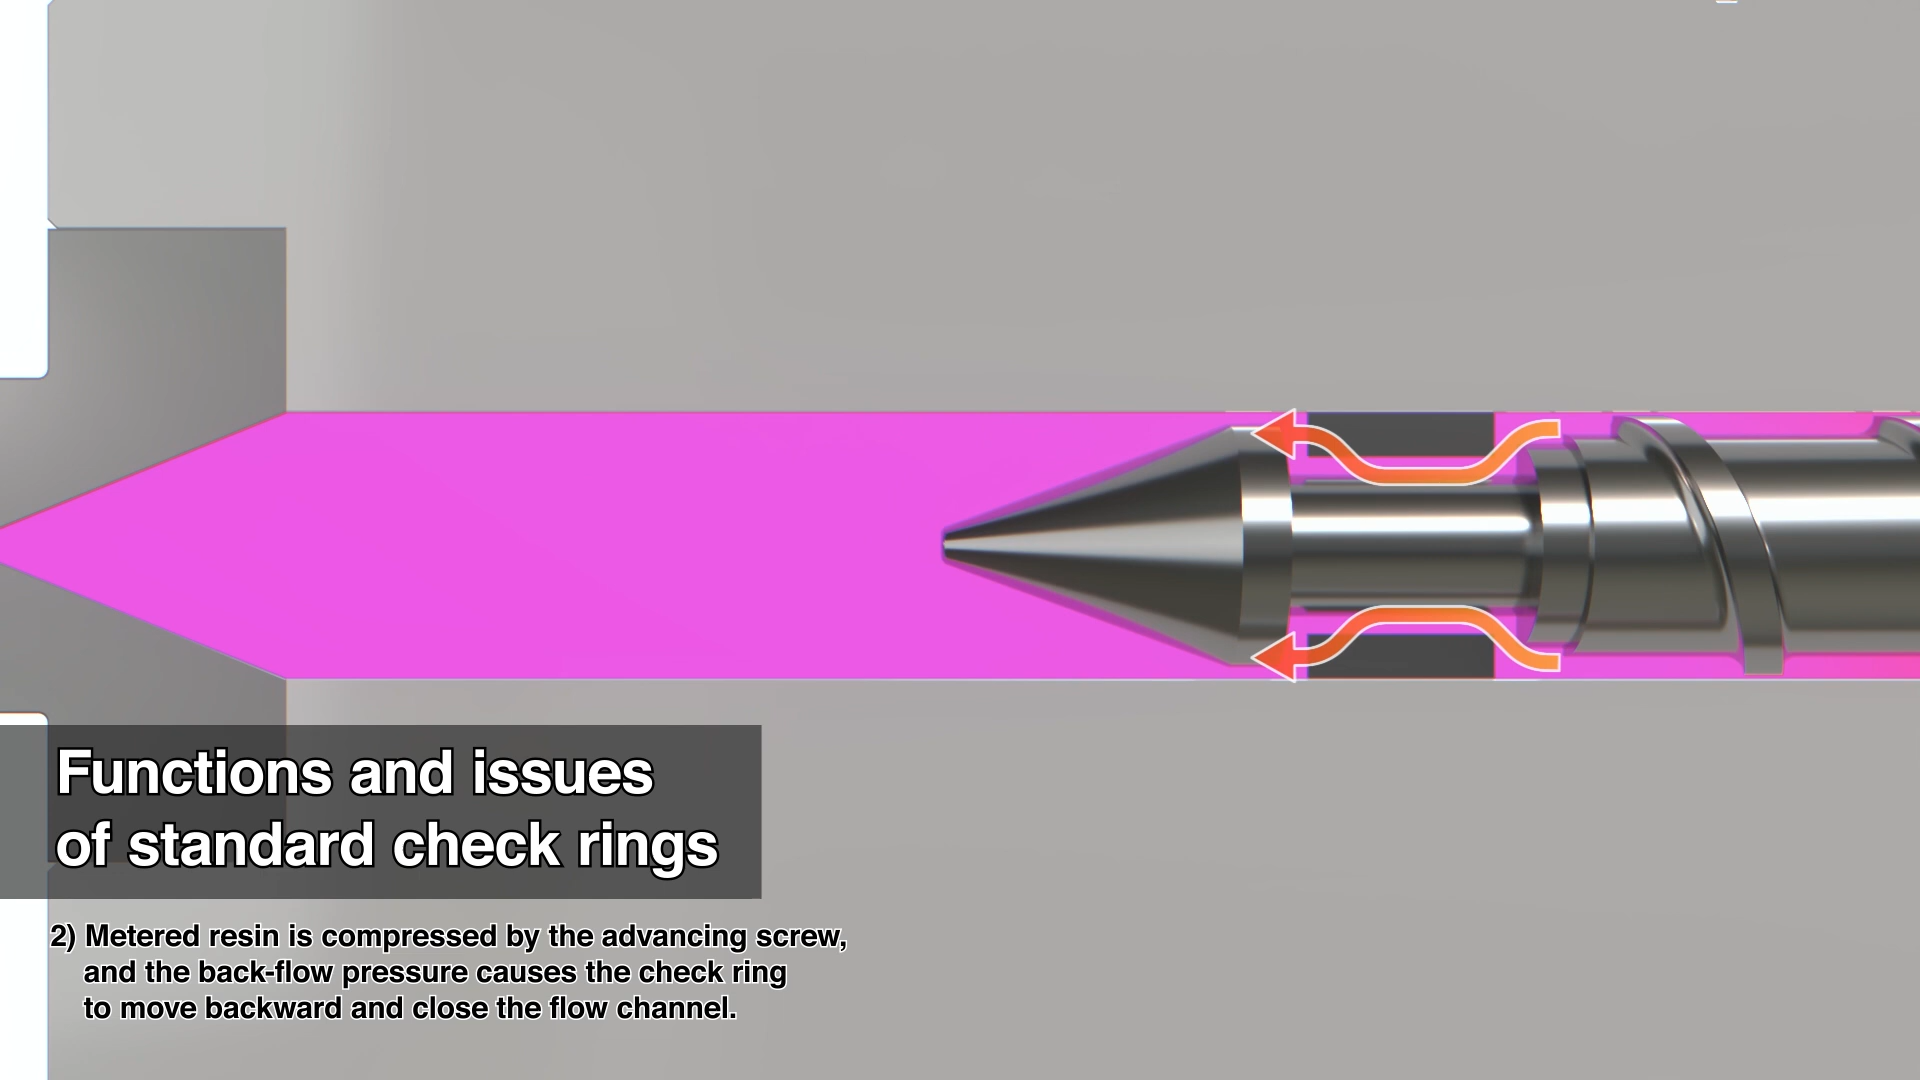 Functions and issues
of standard check rings
2) Metered resin is compressed by the advancing screw,
and the back-flow pressure causes the check ring
to move backward and close the flow channel.